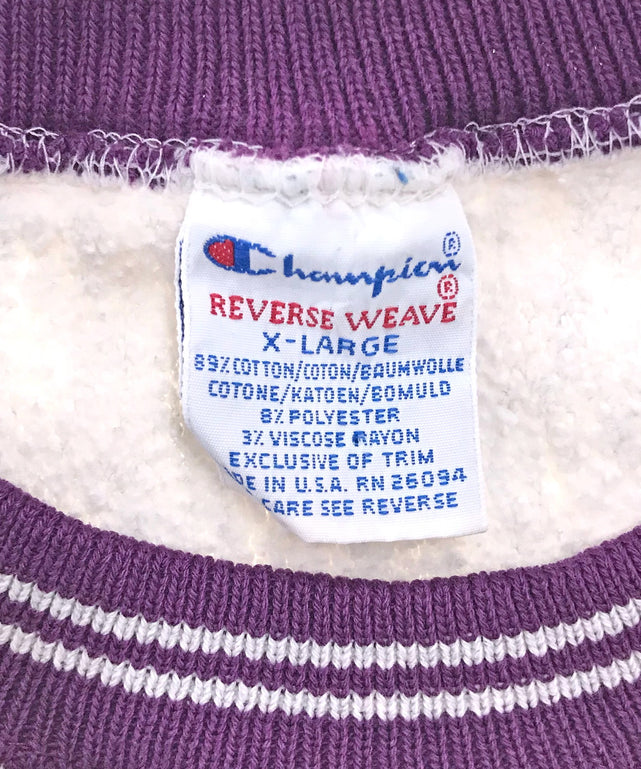 Champion®
REVERSE WEAVE®
X-LARGE
89% COTTON/COTON/BAUMWOLLE
COTONE/KATOEN/BOMULD
8% POLYESTER
3% VISCOSE RAYON
EXCLUSIVE OF TRIM
DE IN U.S.A. RN 26094
CARE SEE REVERSE